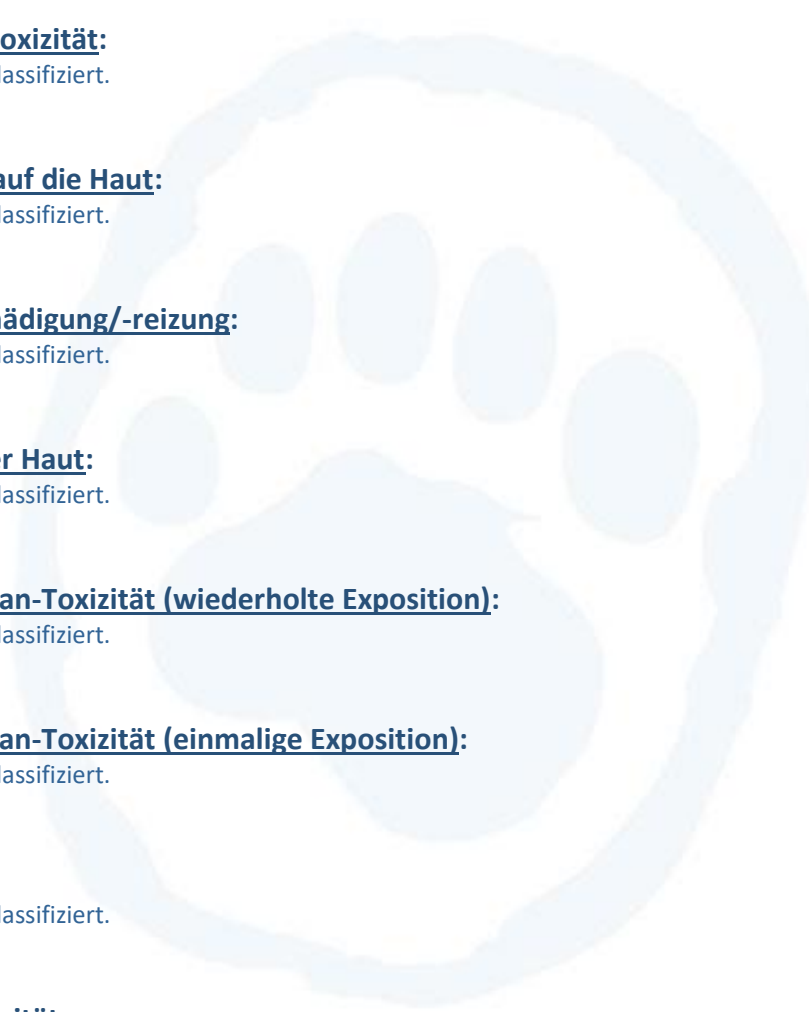 oxizität:
lassifiziert.
auf die Haut:
lassifiziert.
ädigung/-reizung:
lassifiziert.
r Haut:
lassifiziert.
an-Toxizität (wiederholte Exposition):
lassifiziert.
an-Toxizität (einmalige Exposition):
lassifiziert.
lassifiziert.